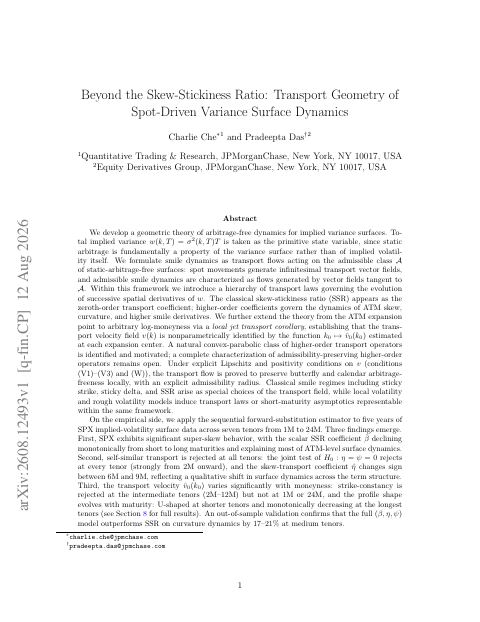 Beyond the Skew-Stickiness Ratio: Transport Geometry of
Spot-Driven Variance Surface Dynamics
Charlie Che*1 and Pradeepta Das†2
1Quantitative Trading & Research, JPMorganChase, New York, NY 10017, USA
2Equity Derivatives Group, JPMorganChase, New York, NY 10017, USA
arXiv:2608.12493v1 [q-fin.CP] 12 Aug 2026
Abstract
We develop a geometric theory of arbitrage-free dynamics for implied variance surfaces. To-
tal implied variance w(k, T) = σ²(k, T)T is taken as the primitive state variable, since static
arbitrage is fundamentally a property of the variance surface rather than of implied volatil-
ity itself. We formulate smile dynamics as transport flows acting on the admissible class A
of static-arbitrage-free surfaces: spot movements generate infinitesimal transport vector fields,
and admissible smile dynamics are characterized as flows generated by vector fields tangent to
A. Within this framework we introduce a hierarchy of transport laws governing the evolution
of successive spatial derivatives of w. The classical skew-stickiness ratio (SSR) appears as the
zeroth-order transport coefficient; higher-order coefficients govern the dynamics of ATM skew,
curvature, and higher smile derivatives. We further extend the theory from the ATM expansion
point to arbitrary log-moneyness via a local jet transport corollary, establishing that the trans-
port velocity field v(k) is nonparametrically identified by the function k₀ ↦ v̂₀(k₀) estimated
at each expansion center. A natural convex-parabolic class of higher-order transport operators
is identified and motivated; a complete characterization of admissibility-preserving higher-order
operators remains open. Under explicit Lipschitz and positivity conditions on v (conditions
(V1)–(V3) and (W)), the transport flow is proved to preserve butterfly and calendar arbitrage-
freeness locally, with an explicit admissibility radius. Classical smile regimes including sticky
strike, sticky delta, and SSR arise as special choices of the transport field, while local volatility
and rough volatility models induce transport laws or short-maturity asymptotics representable
within the same framework.
On the empirical side, we apply the sequential forward-substitution estimator to five years of
SPX implied-volatility surface data across seven tenors from 1M to 24M. Three findings emerge.
First, SPX exhibits significant super-skew behavior, with the scalar SSR coefficient β̂ declining
monotonically from short to long maturities and explaining most of ATM-level surface dynamics.
Second, self-similar transport is rejected at all tenors: the joint test of H₀ : η = ψ = 0 rejects
at every tenor (strongly from 2M onward), and the skew-transport coefficient η̂ changes sign
between 6M and 9M, reflecting a qualitative shift in surface dynamics across the term structure.
Third, the transport velocity v̂₀(k₀) varies significantly with moneyness: strike-constancy is
rejected at the intermediate tenors (2M–12M) but not at 1M or 24M, and the profile shape
evolves with maturity: U-shaped at shorter tenors and monotonically decreasing at the longest
tenors (see Section 8 for full results). An out-of-sample validation confirms that the full (β, η, ψ)
model outperforms SSR on curvature dynamics by 17–21% at medium tenors.
*charlie.che@jpmchase.com
†pradeepta.das@jpmchase.com
1